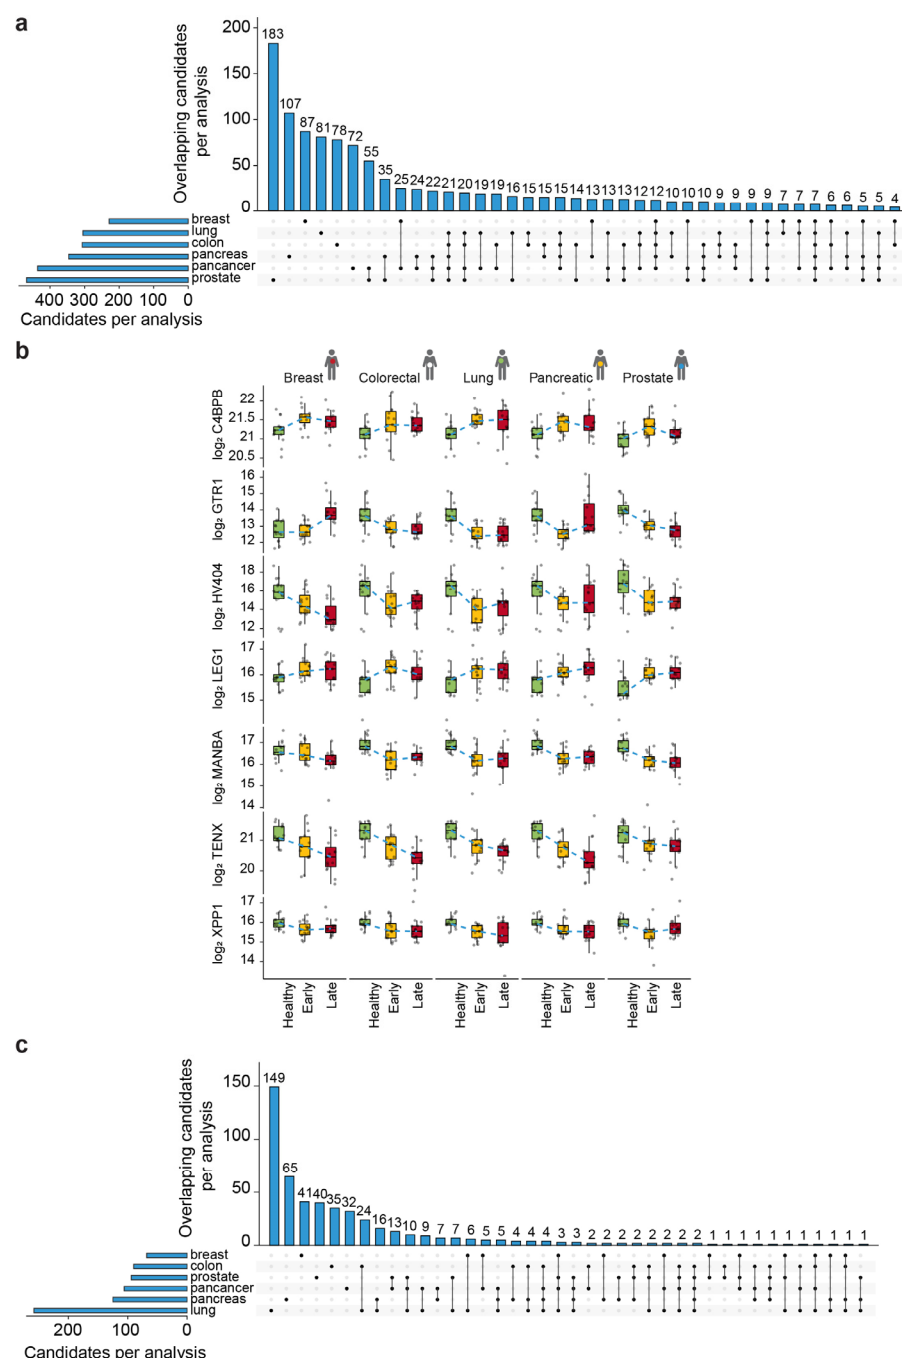 a
Overlapping candidates
per analysis
200
150
100
50
0
183 107 87 81 78 72 55 35 25 24 22 21 20 19 19 16 15 15 15 14 13 13 13 12 12 10 10 10 9 9 9 9 7 7 7 6 6 5 5 4
breast
lung
colon
pancreas
pancancer
prostate
400 300 200 100 0
Candidates per analysis
b
Breast Colorectal Lung Pancreatic Prostate
log₂ C4BPB
22
21.5
21
20.5
log₂ GTR1
16
15
14
13
12
log₂ HV404
18
16
14
12
log₂ LEG1
17
16
15
log₂ MANBA
17
16
15
14
log₂ TENX
21
20
log₂ XPP1
17
16
15
14
Healthy Early Late Healthy Early Late Healthy Early Late Healthy Early Late Healthy Early Late
c
Overlapping candidates
per analysis
150
100
50
0
149 65 41 40 35 32 24 16 13 10 9 7 7 6 5 5 4 4 4 3 3 2 2 2 2 2 2 2 2 1 1 1 1 1 1 1 1 1 1 1
breast
colon
prostate
pancancer
pancreas
lung
200 100 0
Candidates per analysis